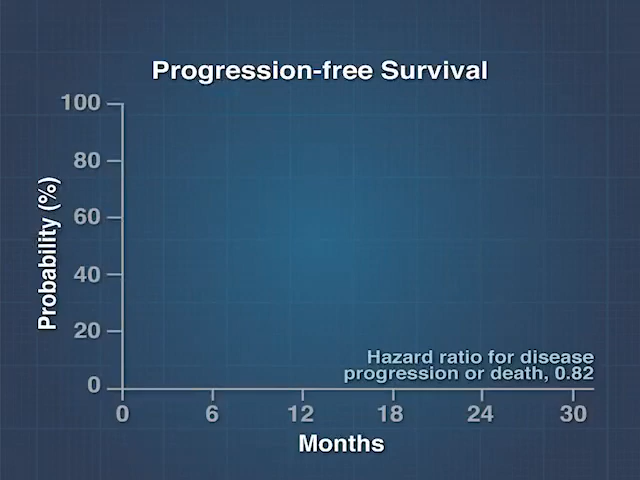 Progression-free Survival
100
80
60
40
20
0
Probability (%)
Hazard ratio for disease
progression or death, 0.82
0 6 12 18 24 30
Months